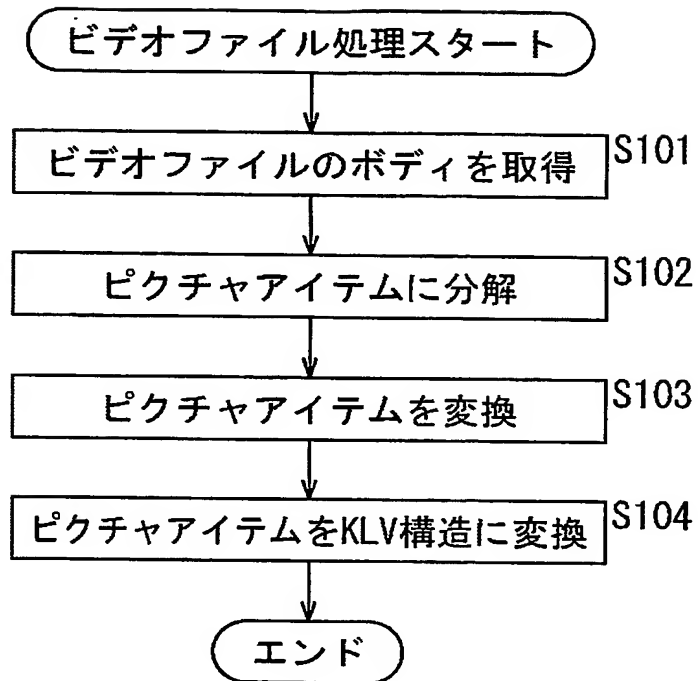 ビデオファイル処理スタート
ビデオファイルのボディを取得 S101
ピクチャアイテムに分解 S102
ピクチャアイテムを変換 S103
ピクチャアイテムをKLV構造に変換 S104
エンド